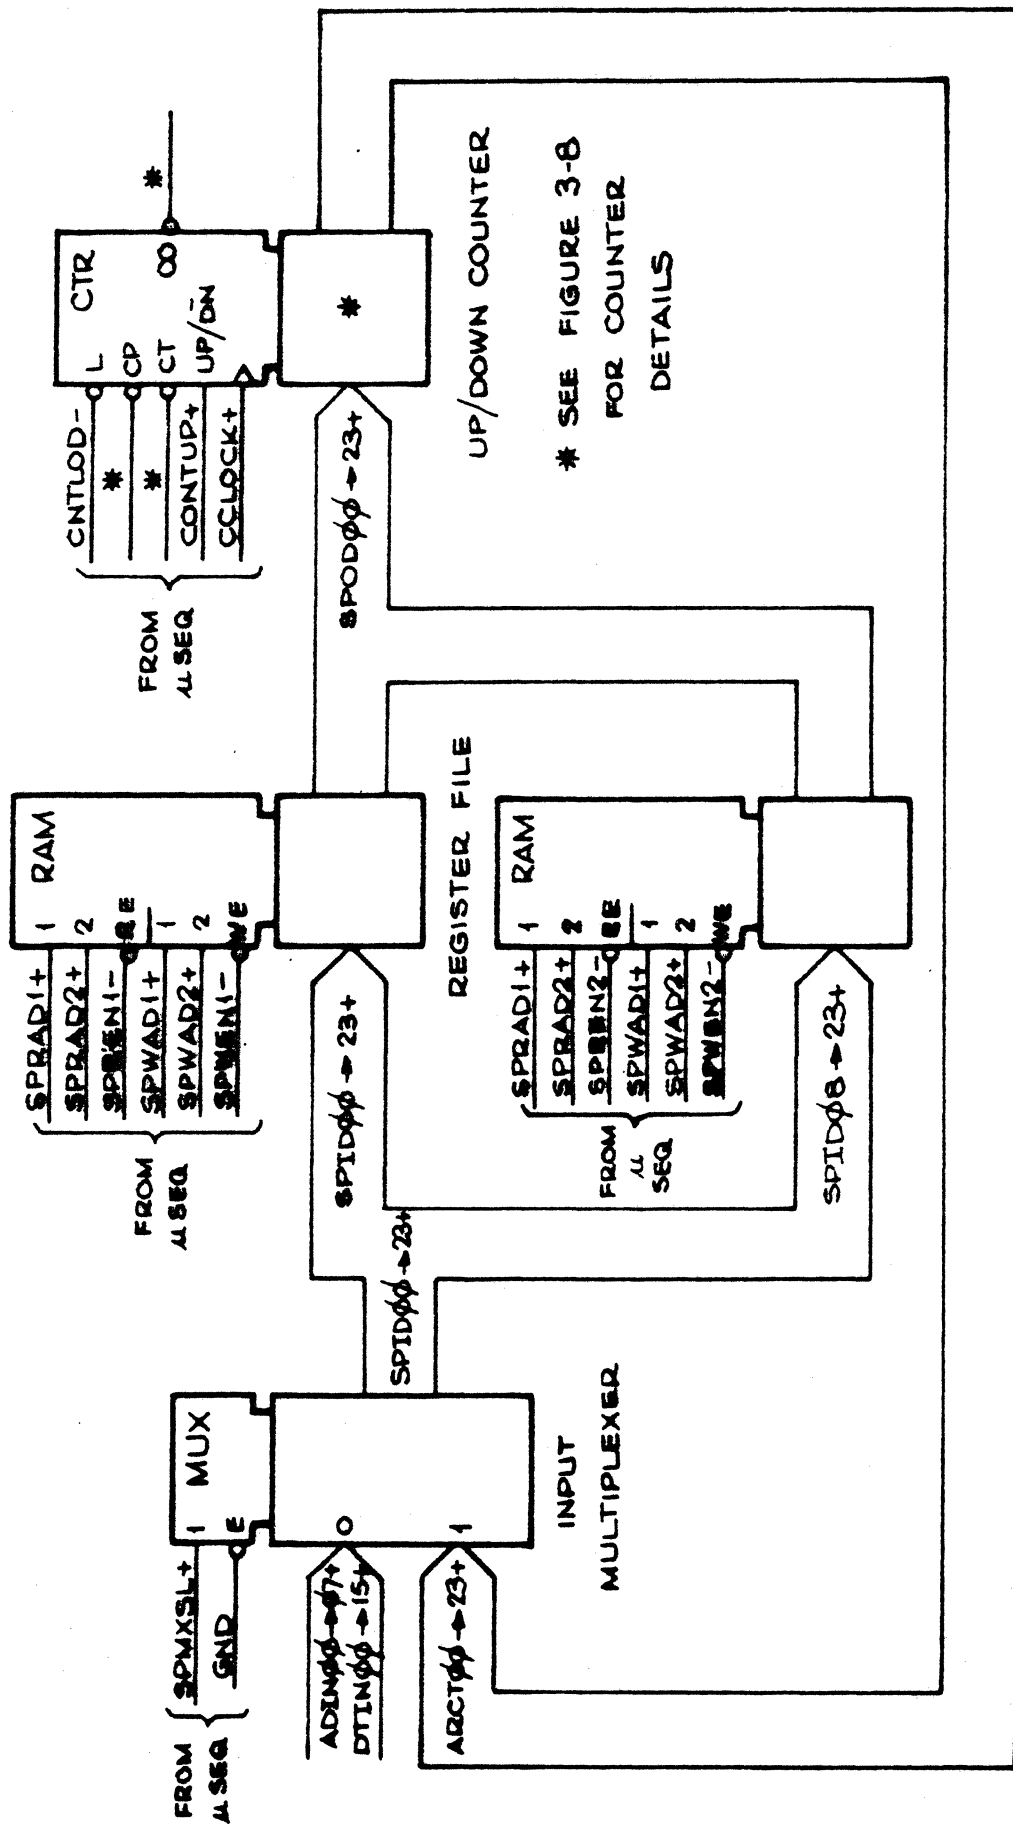 FROM
µ SEQ
SPMXSL+
GND
1
E
MUX
ADINØØ→Ø7+
DTINØØ→15+
0
ARCTØØ→23+
1
INPUT
MULTIPLEXER
SPIDØØ→23+
FROM
µ SEQ
SPRAD1+
SPRAD2+
SPWAD1+
SPWAD2+
1
2
RE
1
2
WE
RAM
SPIDØØ→23+
REGISTER FILE
FROM
µ
SEQ
SPRAD1+
SPRAD2+
SPREN2-
SPWAD1+
SPWAD2+
SPWEN2-
1
2
RE
1
2
WE
RAM
SPIDØ8→23+
FROM
µ SEQ
CNTLOD-
*
*
CONTUP+
CCLOCK+
L
CP
CT
UP/DN
CTR
*
SPODØØ→23+
*
UP/DOWN COUNTER
* SEE FIGURE 3-8
FOR COUNTER
DETAILS